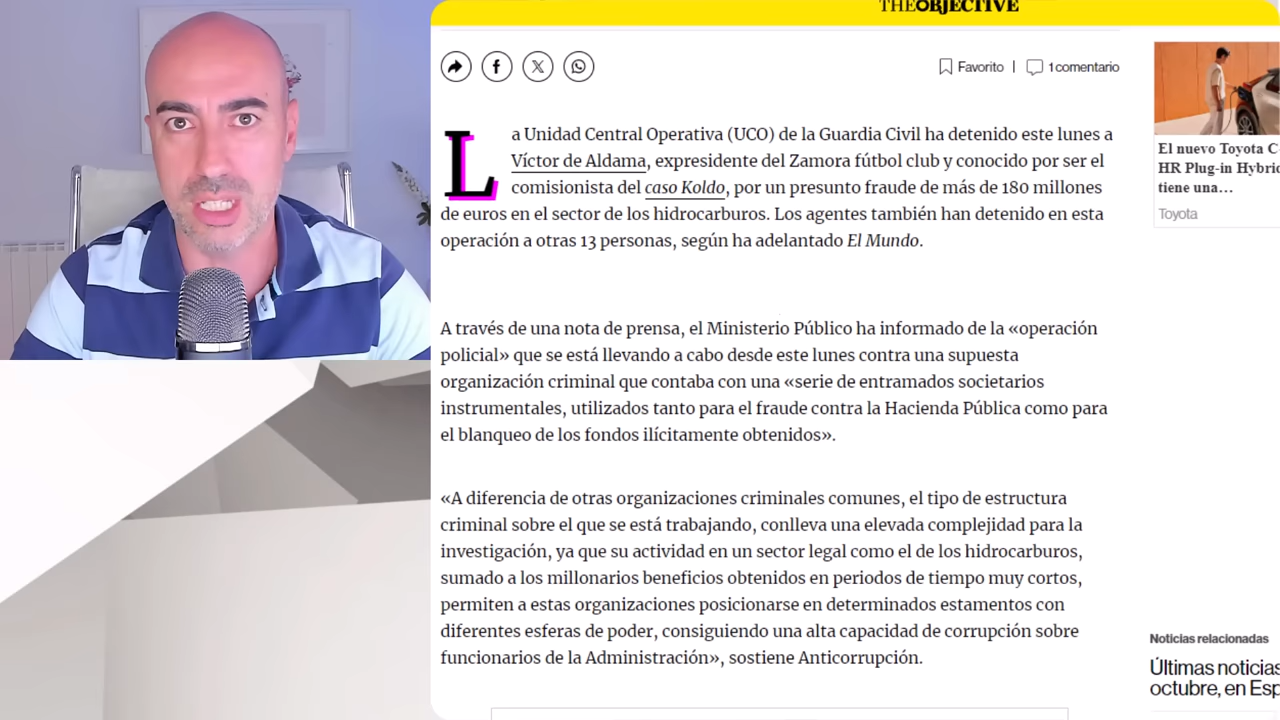 THEOBJECTIVE
Favorito | 1 comentario
La Unidad Central Operativa (UCO) de la Guardia Civil ha detenido este lunes a
Víctor de Aldama, expresidente del Zamora fútbol club y conocido por ser el
comisionista del caso Koldo, por un presunto fraude de más de 180 millones
de euros en el sector de los hidrocarburos. Los agentes también han detenido en esta
operación a otras 13 personas, según ha adelantado El Mundo.
A través de una nota de prensa, el Ministerio Público ha informado de la «operación
policial» que se está llevando a cabo desde este lunes contra una supuesta
organización criminal que contaba con una «serie de entramados societarios
instrumentales, utilizados tanto para el fraude contra la Hacienda Pública como para
el blanqueo de los fondos ilícitamente obtenidos».
«A diferencia de otras organizaciones criminales comunes, el tipo de estructura
criminal sobre el que se está trabajando, conlleva una elevada complejidad para la
investigación, ya que su actividad en un sector legal como el de los hidrocarburos,
sumado a los millonarios beneficios obtenidos en periodos de tiempo muy cortos,
permiten a estas organizaciones posicionarse en determinados estamentos con
diferentes esferas de poder, consiguiendo una alta capacidad de corrupción sobre
funcionarios de la Administración», sostiene Anticorrupción.
El nuevo Toyota C-
HR Plug-in Hybrid
tiene una...
Toyota
Noticias relacionadas
Últimas noticias
octubre, en Esp